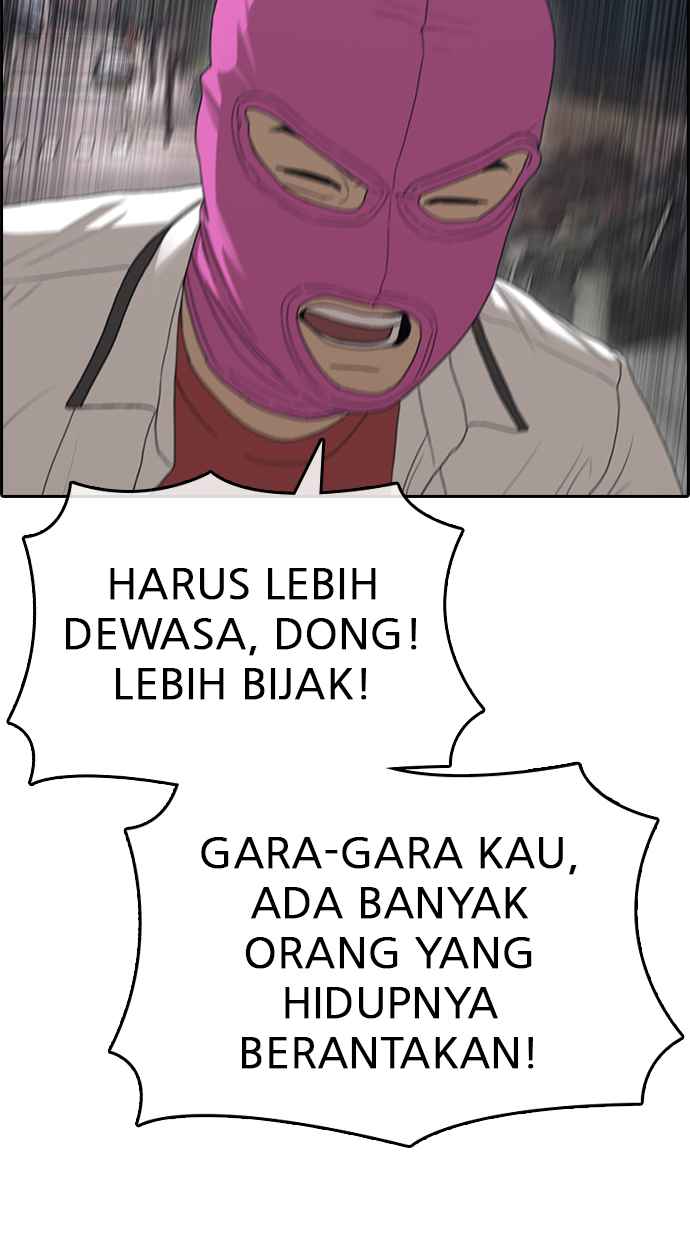 HARUS LEBIH
DEWASA, DONG!
LEBIH BIJAK!
GARA-GARA KAU,
ADA BANYAK
ORANG YANG
HIDUPNYA
BERANTAKAN!